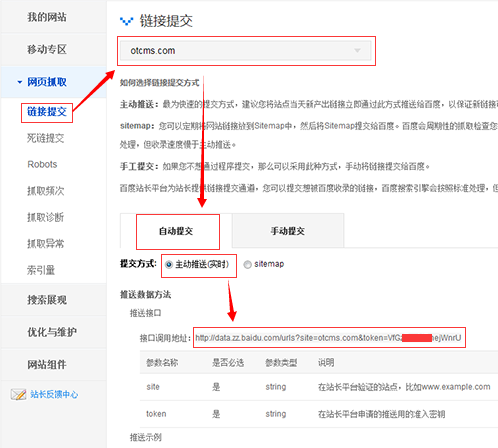 我的网站
移动专区
网页抓取
链接提交
死链提交
Robots
抓取频次
抓取诊断
抓取异常
索引量
搜索展观
优化与维护
网站组件
站长反馈中心
链接提交
otcms.com
如何选择链接提交方式
主动推送：最为快速的提交方式，建议您将站点当天新产出链接立即通过此方式推送给百度，以保证新链接
sitemap：您可以定期将网站链接放到Sitemap中，然后将Sitemap提交给百度。百度会周期性的抓取检查您
处理，但收录速度慢于主动推送。
手工提交：如果您不想通过程序提交，那么可以采用此种方式，手动将链接提交给百度。
百度站长平台为站长提供链接提交通道，您可以提交想被百度收录的链接，百度搜索引擎会按照标准处理，但
自动提交
手动提交
提交方式: 主动推送(实时) sitemap
推送数据方法
推送接口
接口调用地址: http://data.zz.baidu.com/urls?site=otcms.com&token=VfG ejWnrU
参数名称 是否必选 参数类型 说明
site 是 string 在站长平台验证的站点，比如www.example.com
token 是 string 在站长平台申请的推送用的准入密钥
推送示例